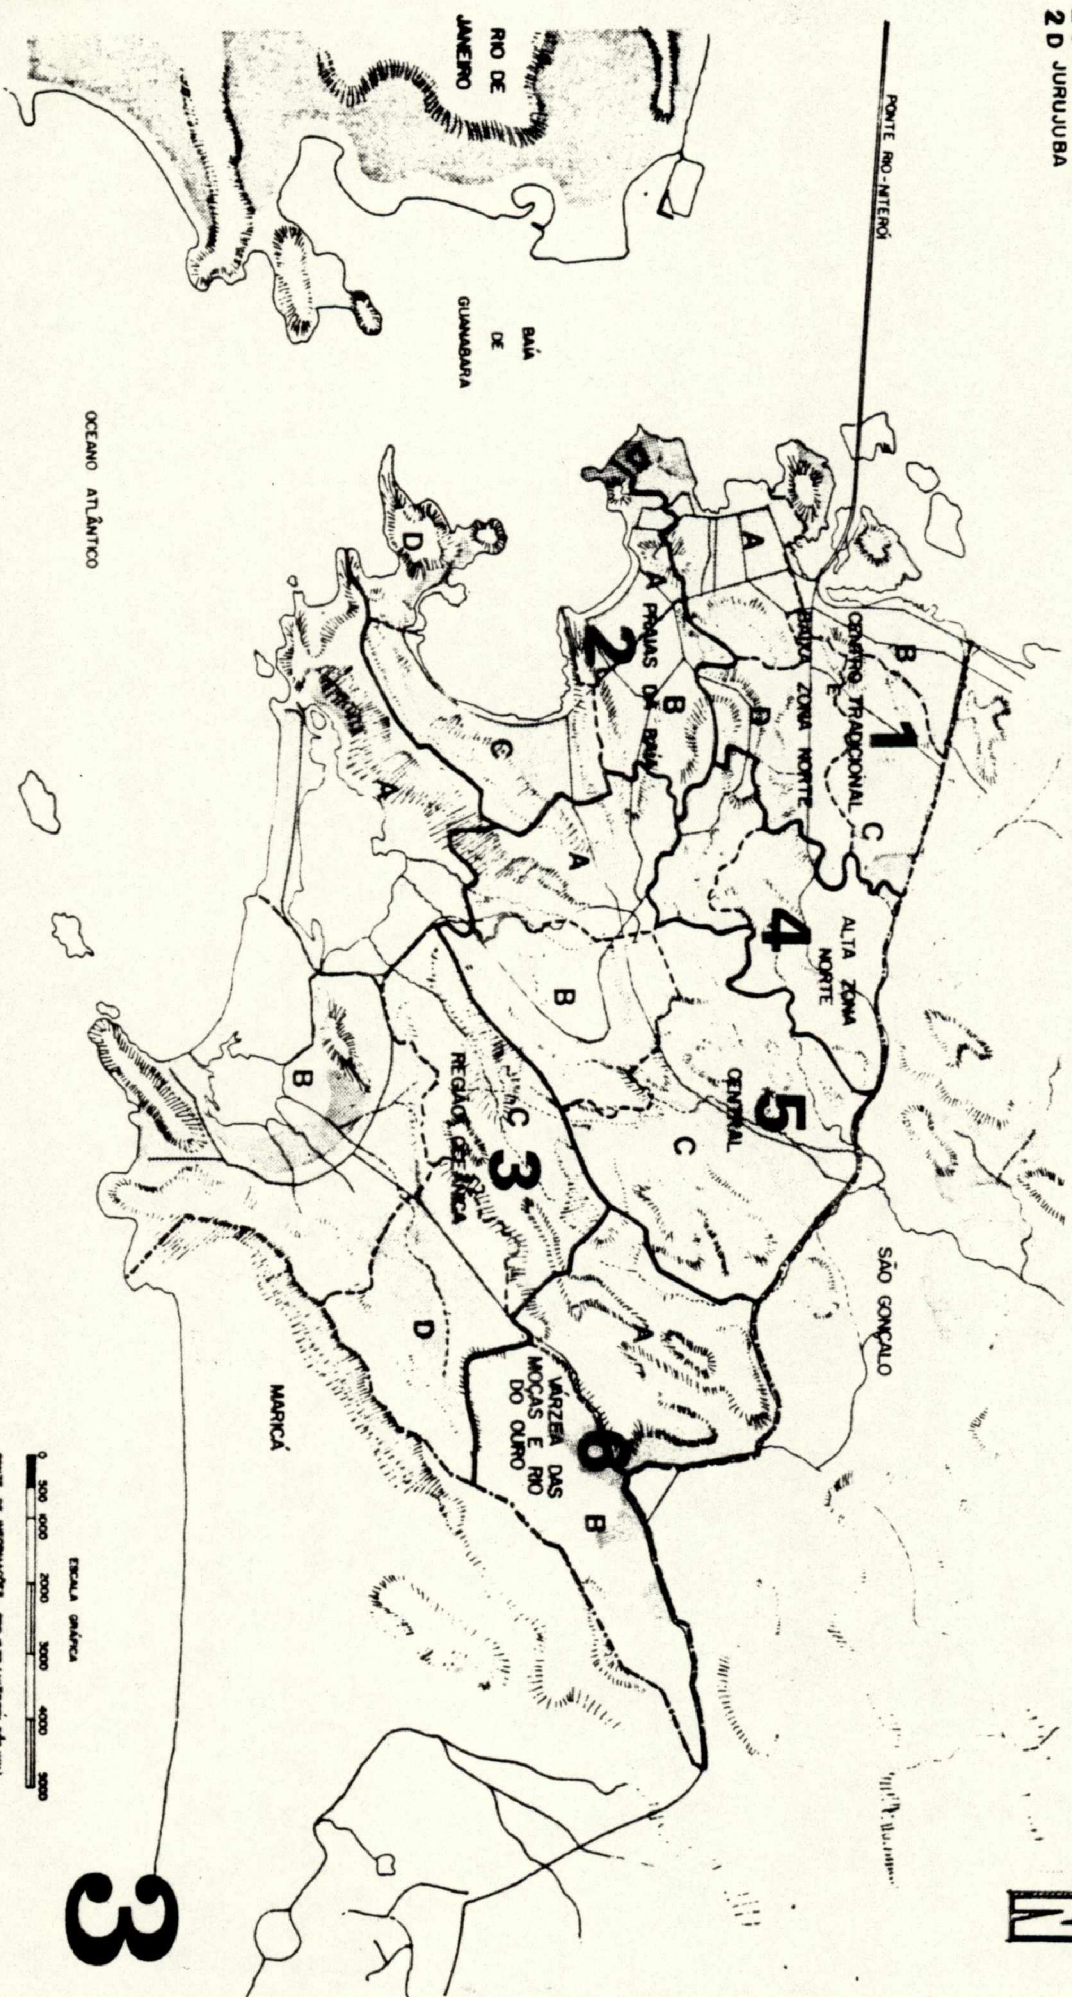 2 D JURUJUBA
PONTE RIO-NITERÓI
RIO DE
JANEIRO
BAÍA
DE
GUANABARA
OCEANO ATLÂNTICO
1
CENTRO TRADICIONAL
BAIXA ZONA NORTE
A
B
C
D
E
2
PRAIAS DA BAÍA
A
B
C
D
D
4
ALTA ZONA
NORTE
5
CENTRAL
A
B
C
3
REGIÃO OCEÂNICA
A
B
C
D
6
VÁRZEA DAS
MOÇAS E RIO
DO OURO
A
B
SÃO GONÇALO
MARICÁ
ESCALA GRÁFICA
0 500 1000 2000 3000 4000 5000
3
N